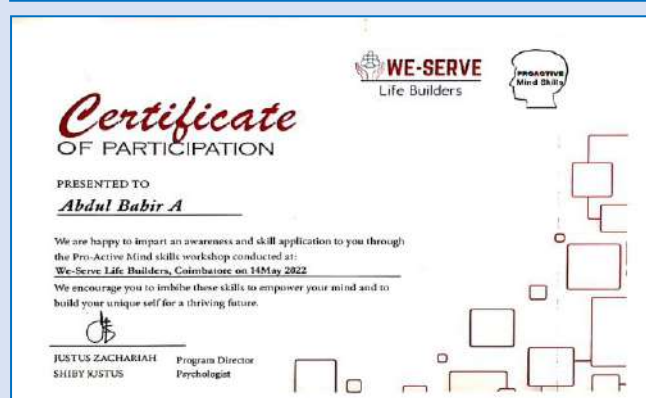 WE-SERVE
Life Builders
PROACTIVE
Mind Skills
Certificate
OF PARTICIPATION
PRESENTED TO
Abdul Bahir A
We are happy to impart an awareness and skill application to you through
the Pro-Active Mind skills workshop conducted at:
We-Serve Life Builders, Coimbatore on 14May 2022
We encourage you to imbibe these skills to empower your mind and to
build your unique self for a thriving future.
JUSTUS ZACHARIAH Program Director
SHIBY JUSTUS Psychologist